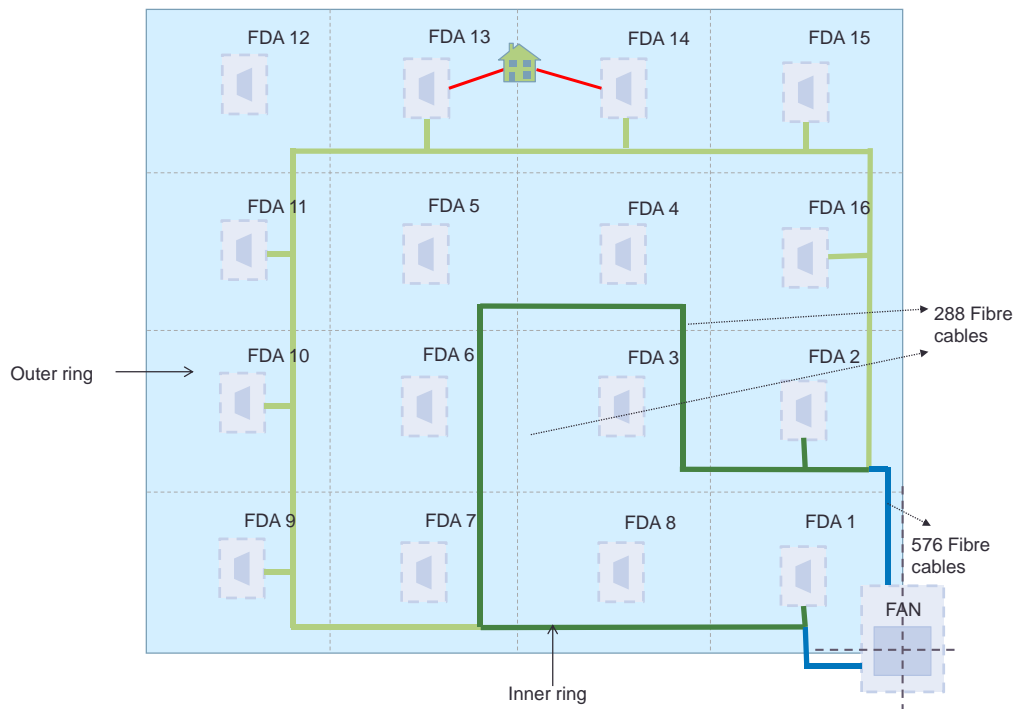 FDA 12
FDA 13
FDA 14
FDA 15
FDA 11
FDA 5
FDA 4
FDA 16
288 Fibre
cables
Outer ring
FDA 10
FDA 6
FDA 3
FDA 2
FDA 9
FDA 7
FDA 8
FDA 1
576 Fibre
cables
FAN
Inner ring